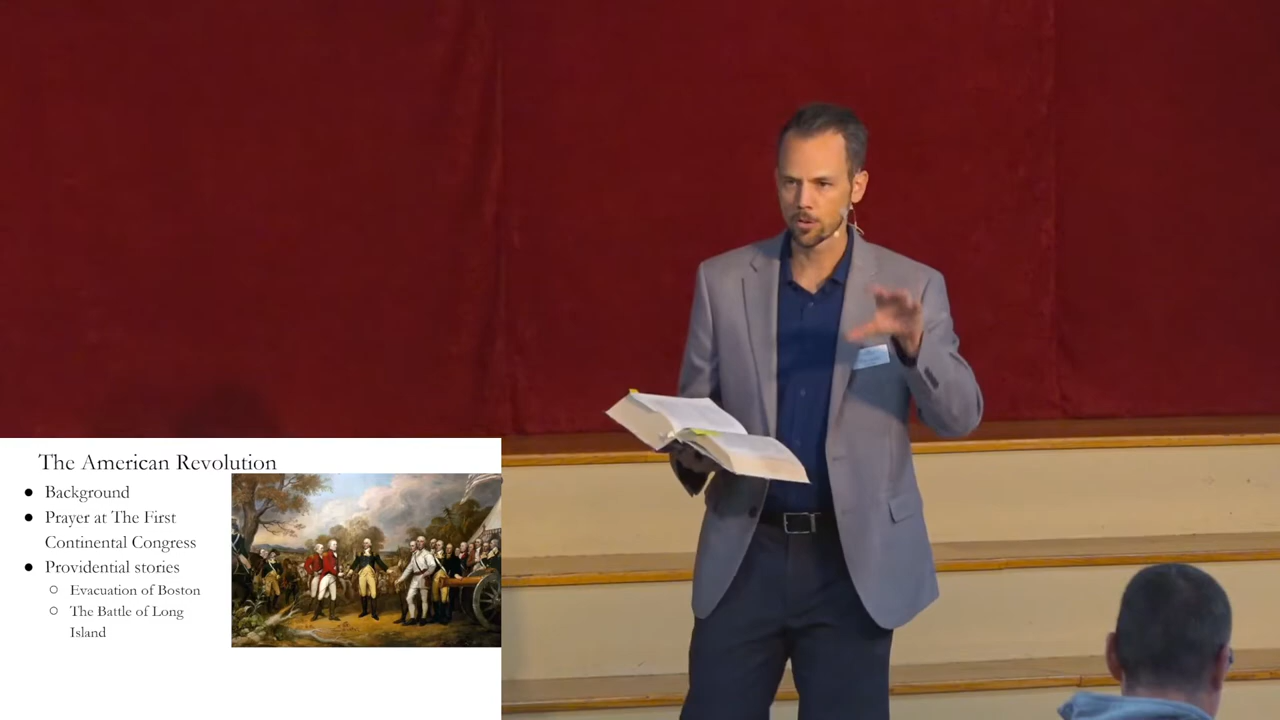 The American Revolution
● Background
● Prayer at The First
Continental Congress
● Providential stories
○ Evacuation of Boston
○ The Battle of Long
Island